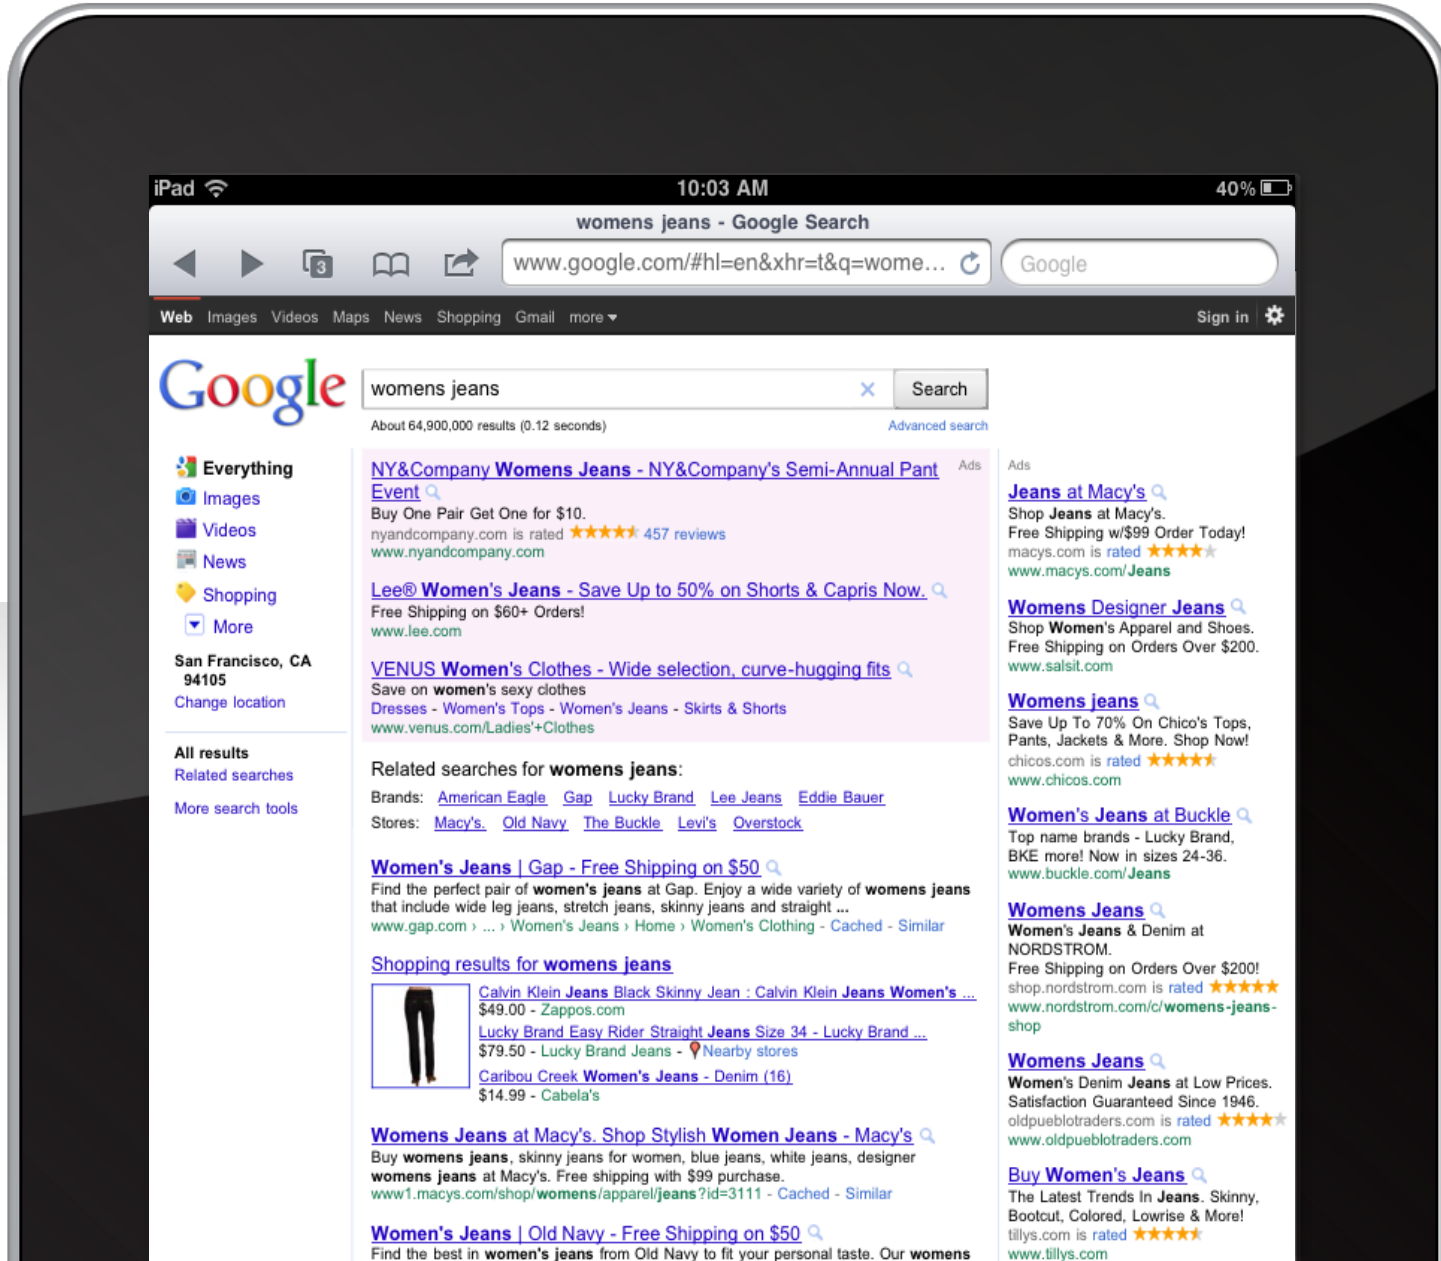 iPad
10:03 AM
40%
womens jeans - Google Search
3
www.google.com/#hl=en&xhr=t&q=wome...
Google
Web Images Videos Maps News Shopping Gmail more
Sign in
Google
womens jeans
Search
About 64,900,000 results (0.12 seconds)
Advanced search
Everything
Images
Videos
News
Shopping
More
San Francisco, CA
94105
Change location
All results
Related searches
More search tools
NY&Company Womens Jeans - NY&Company's Semi-Annual Pant
Event
Ads
Buy One Pair Get One for $10.
nyandcompany.com is rated 457 reviews
www.nyandcompany.com
Lee® Women's Jeans - Save Up to 50% on Shorts & Capris Now.
Free Shipping on $60+ Orders!
www.lee.com
VENUS Women's Clothes - Wide selection, curve-hugging fits
Save on women's sexy clothes
Dresses - Women's Tops - Women's Jeans - Skirts & Shorts
www.venus.com/Ladies'+Clothes
Related searches for womens jeans:
Brands: American Eagle Gap Lucky Brand Lee Jeans Eddie Bauer
Stores: Macy's. Old Navy The Buckle Levi's Overstock
Women's Jeans | Gap - Free Shipping on $50
Find the perfect pair of women's jeans at Gap. Enjoy a wide variety of womens jeans
that include wide leg jeans, stretch jeans, skinny jeans and straight ...
www.gap.com › ... › Women's Jeans › Home › Women's Clothing - Cached - Similar
Shopping results for womens jeans
Calvin Klein Jeans Black Skinny Jean : Calvin Klein Jeans Women's ...
$49.00 - Zappos.com
Lucky Brand Easy Rider Straight Jeans Size 34 - Lucky Brand ...
$79.50 - Lucky Brand Jeans - Nearby stores
Caribou Creek Women's Jeans - Denim (16)
$14.99 - Cabela's
Womens Jeans at Macy's. Shop Stylish Women Jeans - Macy's
Buy womens jeans, skinny jeans for women, blue jeans, white jeans, designer
womens jeans at Macy's. Free shipping with $99 purchase.
www1.macys.com/shop/womens/apparel/jeans?id=3111 - Cached - Similar
Women's Jeans | Old Navy - Free Shipping on $50
Find the best in women's jeans from Old Navy to fit your personal taste. Our womens
Ads
Jeans at Macy's
Shop Jeans at Macy's.
Free Shipping w/$99 Order Today!
macys.com is rated
www.macys.com/Jeans
Womens Designer Jeans
Shop Women's Apparel and Shoes.
Free Shipping on Orders Over $200.
www.salsit.com
Womens jeans
Save Up To 70% On Chico's Tops,
Pants, Jackets & More. Shop Now!
chicos.com is rated
www.chicos.com
Women's Jeans at Buckle
Top name brands - Lucky Brand,
BKE more! Now in sizes 24-36.
www.buckle.com/Jeans
Womens Jeans
Women's Jeans & Denim at
NORDSTROM.
Free Shipping on Orders Over $200!
shop.nordstrom.com is rated
www.nordstrom.com/c/womens-jeans-
shop
Womens Jeans
Women's Denim Jeans at Low Prices.
Satisfaction Guaranteed Since 1946.
oldpueblotraders.com is rated
www.oldpueblotraders.com
Buy Women's Jeans
The Latest Trends In Jeans. Skinny,
Bootcut, Colored, Lowrise & More!
tillys.com is rated
www.tillys.com